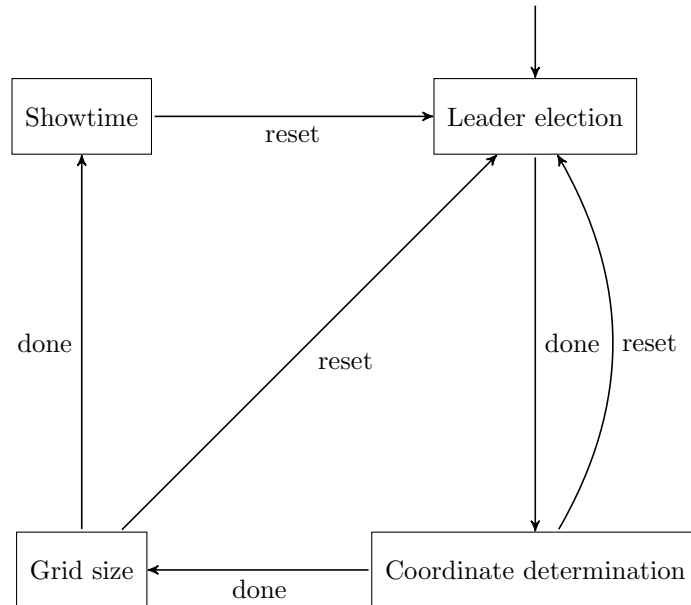 Showtime
Leader election
reset
done
reset
done
reset
Grid size
done
Coordinate determination